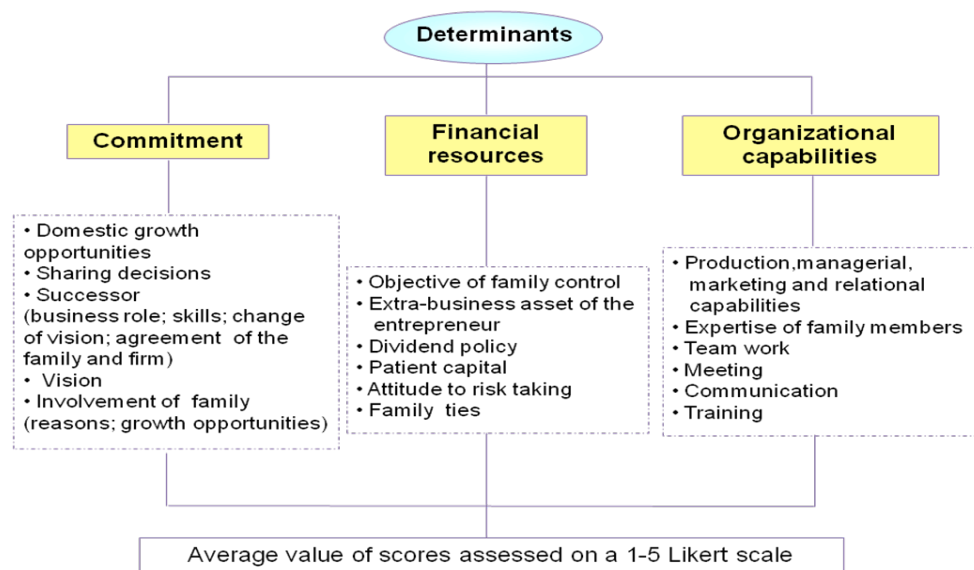 Determinants
Commitment
Financial
resources
Organizational
capabilities
• Domestic growth
opportunities
• Sharing decisions
• Successor
(business role; skills; change
of vision; agreement of the
family and firm)
• Vision
• Involvement of family
(reasons; growth opportunities)
• Objective of family control
• Extra-business asset of the
entrepreneur
• Dividend policy
• Patient capital
• Attitude to risk taking
• Family ties
• Production,managerial,
marketing and relational
capabilities
• Expertise of family members
• Team work
• Meeting
• Communication
• Training
Average value of scores assessed on a 1-5 Likert scale